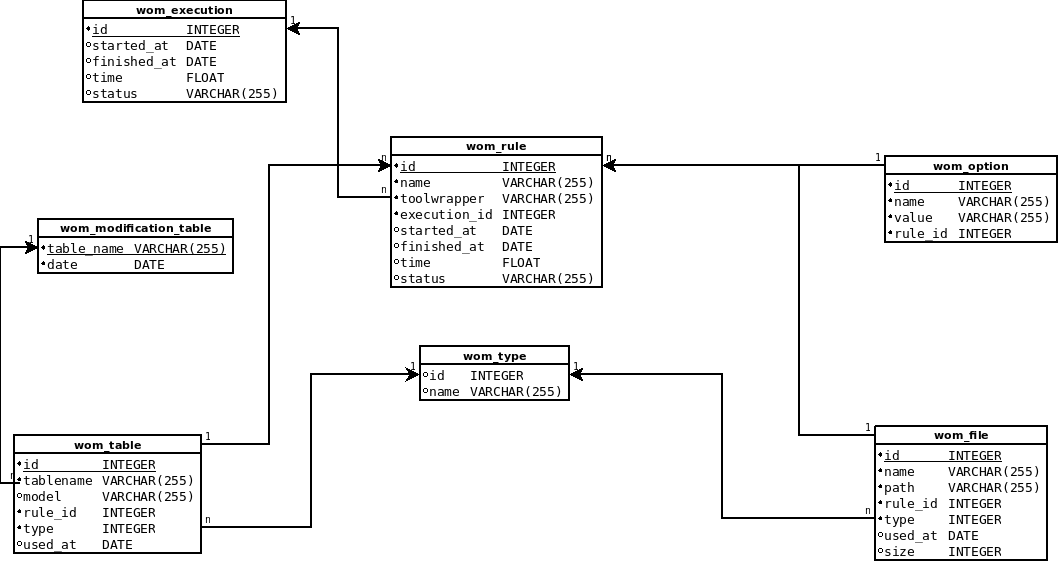 wom_execution
id INTEGER
started_at DATE
finished_at DATE
time FLOAT
status VARCHAR(255)
1
wom_rule
n
n
n
id INTEGER
name VARCHAR(255)
toolwrapper VARCHAR(255)
execution_id INTEGER
started_at DATE
finished_at DATE
time FLOAT
status VARCHAR(255)
1
wom_option
id INTEGER
name VARCHAR(255)
value VARCHAR(255)
rule_id INTEGER
wom_modification_table
1
table_name VARCHAR(255)
date DATE
wom_type
1
1
id INTEGER
name VARCHAR(255)
wom_table
1
id INTEGER
n
tablename VARCHAR(255)
model VARCHAR(255)
rule_id INTEGER
type INTEGER
n
used_at DATE
1
wom_file
id INTEGER
name VARCHAR(255)
path VARCHAR(255)
rule_id INTEGER
n
type INTEGER
used_at DATE
size INTEGER